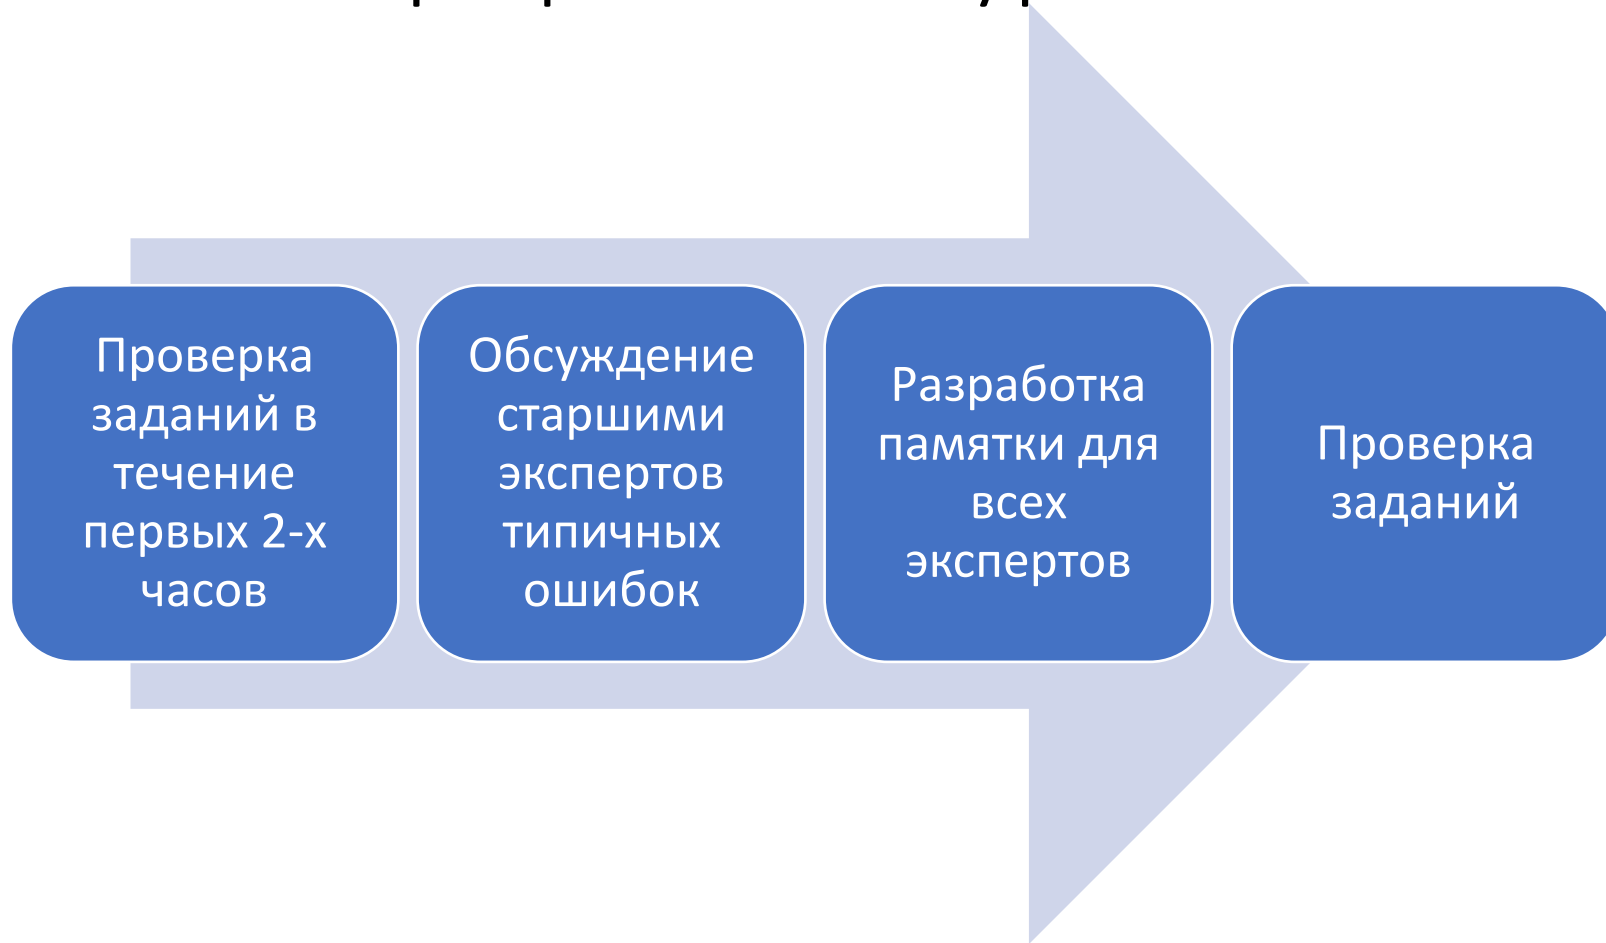 Проверка
заданий в
течение
первых 2-х
часов
Обсуждение
старшими
экспертов
типичных
ошибок
Разработка
памятки для
всех
экспертов
Проверка
заданий